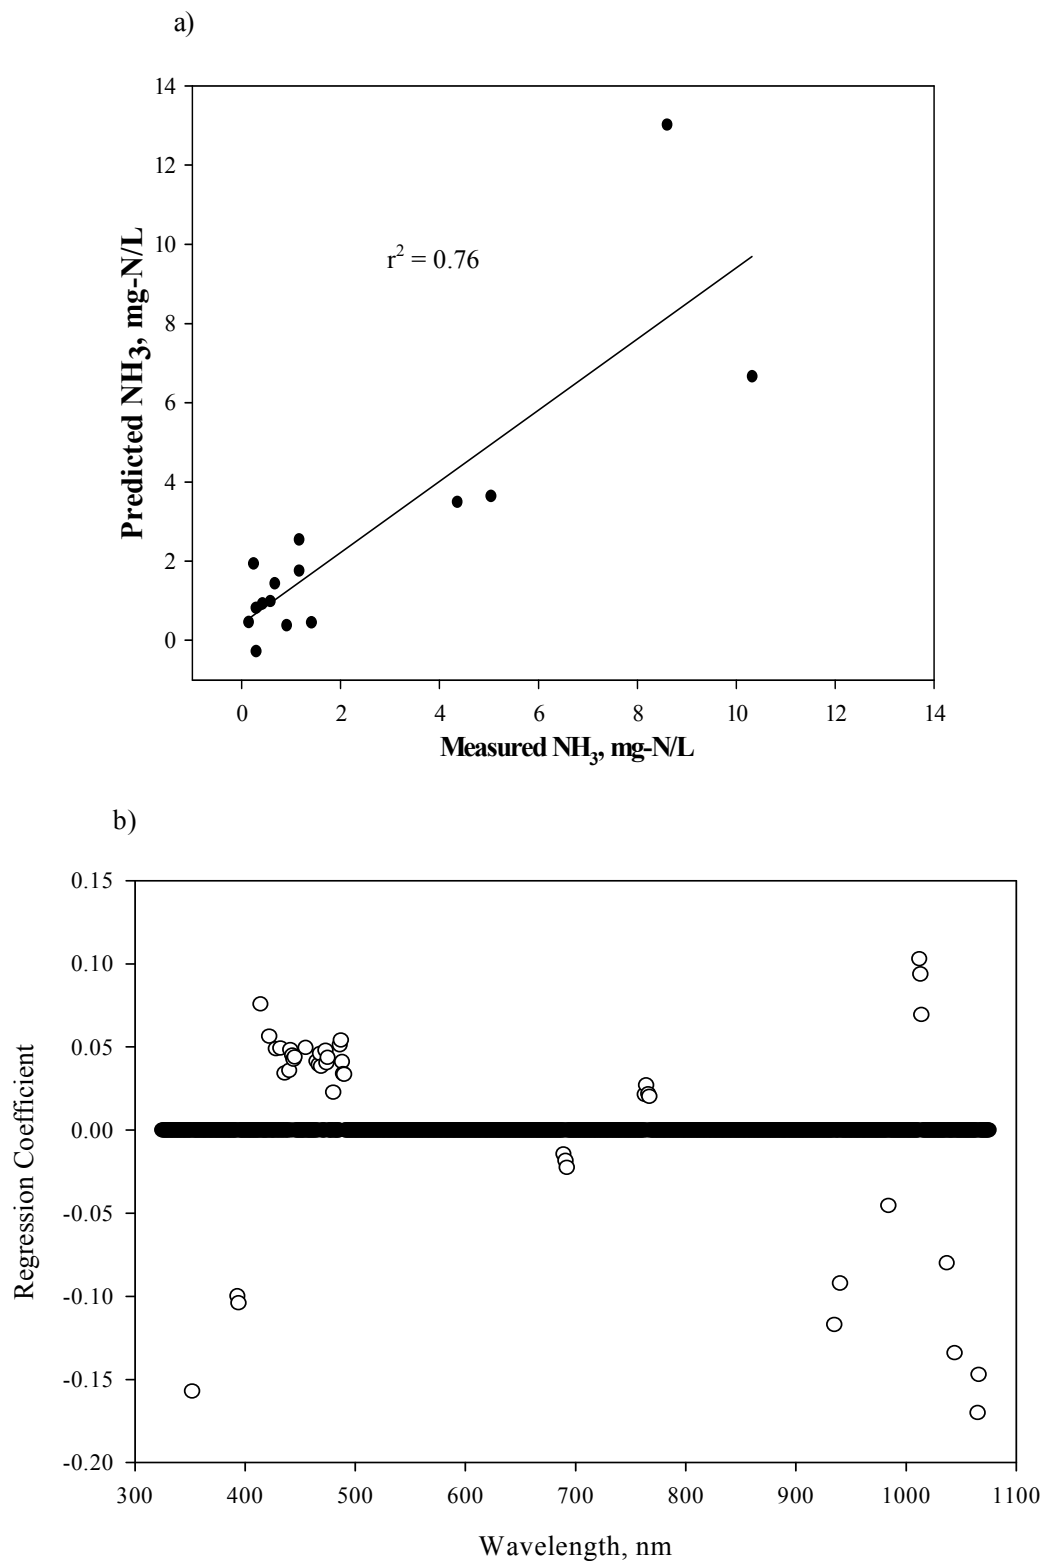 a)
14
12
10
8
6
4
2
0
Predicted NH3, mg-N/L
r² = 0.76
0 2 4 6 8 10 12 14
Measured NH₃, mg-N/L
b)
0.15
0.10
0.05
0.00
-0.05
-0.10
-0.15
-0.20
Regression Coefficient
300 400 500 600 700 800 900 1000 1100
Wavelength, nm